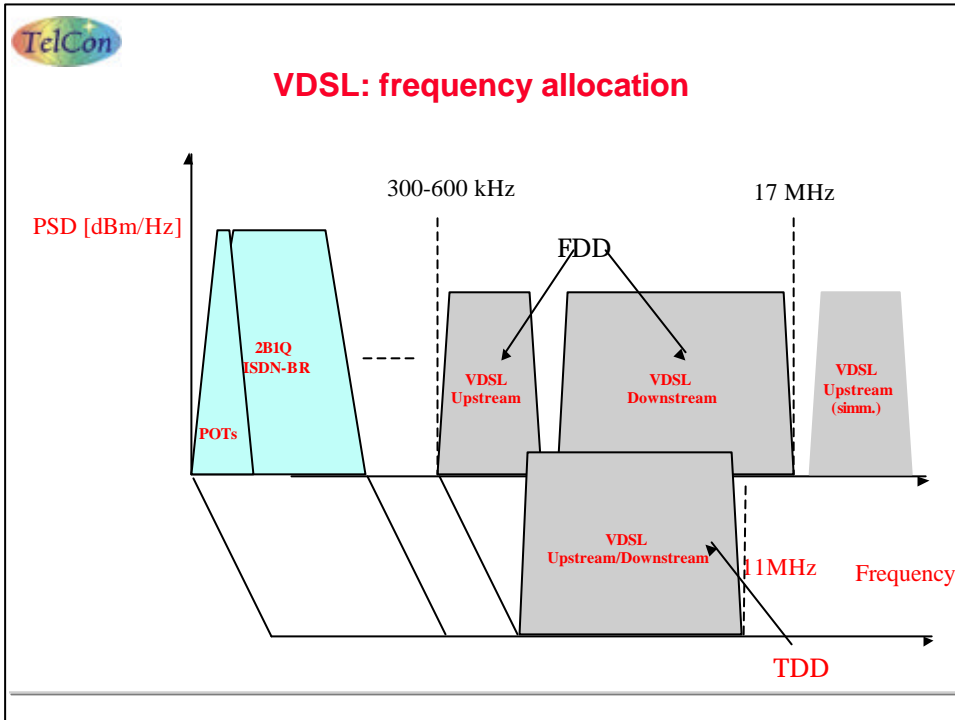 TelCon
VDSL: frequency allocation
300-600 kHz
17 MHz
PSD [dBm/Hz]
FDD
2B1Q
ISDN-BR
POTs
VDSL
Upstream
VDSL
Downstream
VDSL
Upstream
(simm.)
VDSL
Upstream/Downstream
11MHz
Frequency
TDD